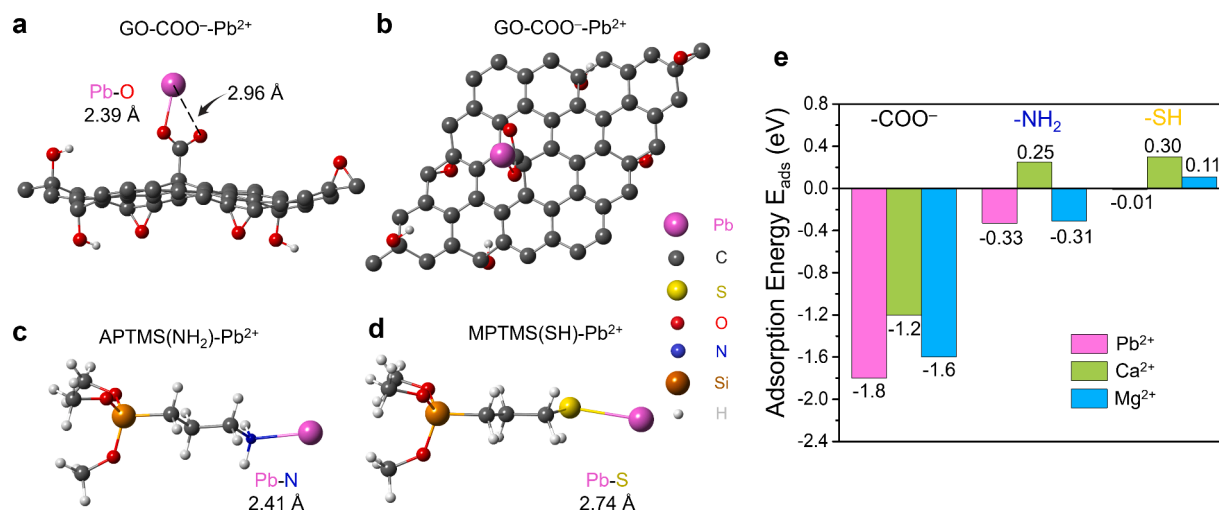 a
GO-COO⁻-Pb²⁺
Pb-O
2.39 Å
2.96 Å
b
GO-COO⁻-Pb²⁺
Pb
C
S
O
N
Si
H
c
APTMS(NH₂)-Pb²⁺
Pb-N
2.41 Å
d
MPTMS(SH)-Pb²⁺
Pb-S
2.74 Å
e
Adsorption Energy E_ads (eV)
0.8
0.4
0.0
-0.4
-0.8
-1.2
-1.6
-2.0
-2.4
-COO⁻
-NH₂
-SH
-1.8
-1.2
-1.6
-0.33
0.25
-0.31
-0.01
0.30
0.11
Pb²⁺
Ca²⁺
Mg²⁺